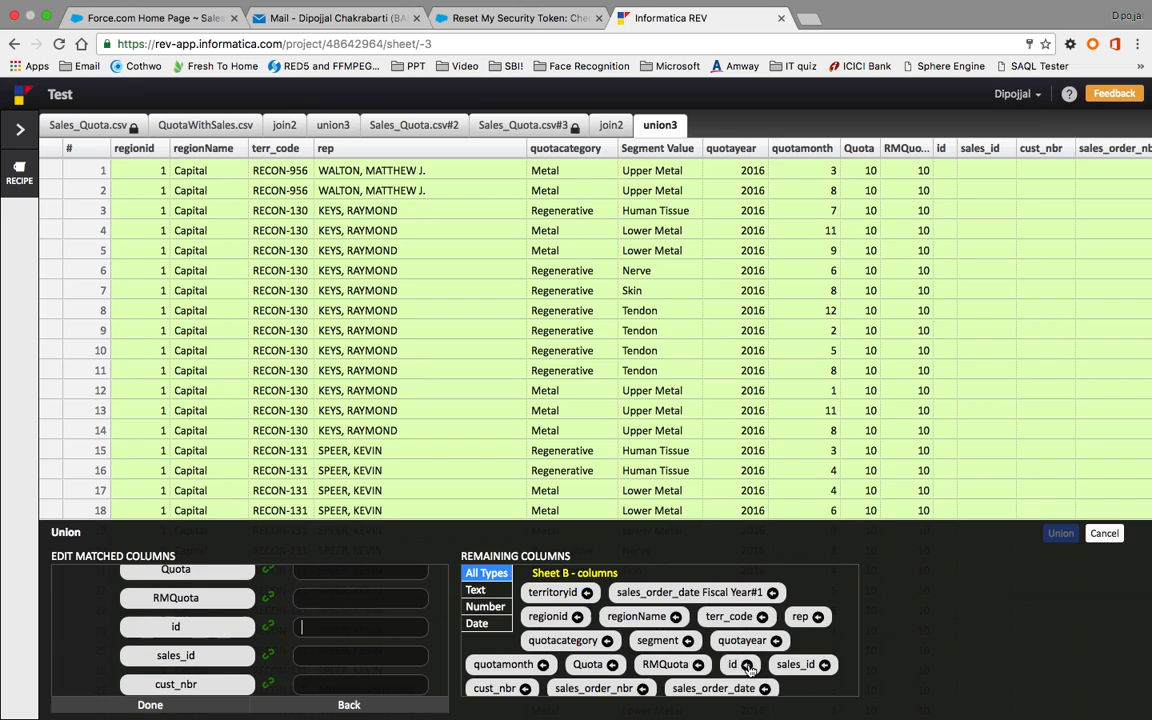 Dipojjal
Force.com Home Page ~ Sales
Mail - Dipojjal Chakrabarti (BA
Reset My Security Token: Che
Informatica REV
https://rev-app.informatica.com/project/48642964/sheet/-3
Apps Email Cothwo Fresh To Home RED5 and FFMPEG... PPT Video SBI! Face Recognition Microsoft Amway IT quiz ICICI Bank Sphere Engine SAQL Tester »
Test Dipojjal ? Feedback
Sales_Quota.csv QuotaWithSales.csv join2 union3 Sales_Quota.csv#2 Sales_Quota.csv#3 join2 union3
# regionid regionName terr_code rep quotacategory Segment Value quotayear quotamonth Quota RMQuo... id sales_id cust_nbr sales_order_nb
RECIPE
1 1 Capital RECON-956 WALTON, MATTHEW J. Metal Upper Metal 2016 3 10 10
2 1 Capital RECON-956 WALTON, MATTHEW J. Metal Upper Metal 2016 8 10 10
3 1 Capital RECON-130 KEYS, RAYMOND Regenerative Human Tissue 2016 7 10 10
4 1 Capital RECON-130 KEYS, RAYMOND Metal Lower Metal 2016 11 10 10
5 1 Capital RECON-130 KEYS, RAYMOND Metal Lower Metal 2016 9 10 10
6 1 Capital RECON-130 KEYS, RAYMOND Regenerative Nerve 2016 6 10 10
7 1 Capital RECON-130 KEYS, RAYMOND Regenerative Skin 2016 8 10 10
8 1 Capital RECON-130 KEYS, RAYMOND Regenerative Tendon 2016 12 10 10
9 1 Capital RECON-130 KEYS, RAYMOND Regenerative Tendon 2016 2 10 10
10 1 Capital RECON-130 KEYS, RAYMOND Regenerative Tendon 2016 5 10 10
11 1 Capital RECON-130 KEYS, RAYMOND Regenerative Tendon 2016 8 10 10
12 1 Capital RECON-130 KEYS, RAYMOND Metal Upper Metal 2016 1 10 10
13 1 Capital RECON-130 KEYS, RAYMOND Metal Upper Metal 2016 11 10 10
14 1 Capital RECON-130 KEYS, RAYMOND Metal Upper Metal 2016 8 10 10
15 1 Capital RECON-131 SPEER, KEVIN Regenerative Human Tissue 2016 3 10 10
16 1 Capital RECON-131 SPEER, KEVIN Regenerative Human Tissue 2016 4 10 10
17 1 Capital RECON-131 SPEER, KEVIN Metal Lower Metal 2016 4 10 10
18 1 Capital RECON-131 SPEER, KEVIN Metal Lower Metal 2016 6 10 10
Union Union Cancel
EDIT MATCHED COLUMNS REMAINING COLUMNS
Quota
RMQuota
id
sales_id
cust_nbr
Done Back
All Types Sheet B - columns
Text
Number
Date
territoryid sales_order_date Fiscal Year#1
regionid regionName terr_code rep
quotacategory segment quotayear
quotamonth Quota RMQuota id sales_id
cust_nbr sales_order_nbr sales_order_date